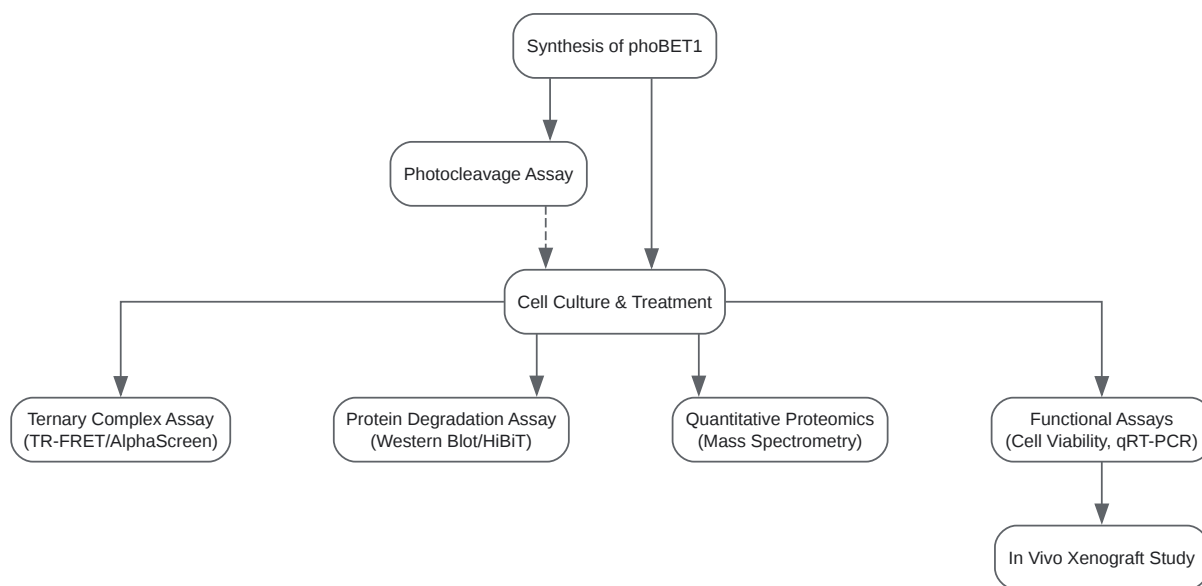 Synthesis of phoBET1
Photocleavage Assay
Cell Culture & Treatment
Ternary Complex Assay
(TR-FRET/AlphaScreen)
Protein Degradation Assay
(Western Blot/HiBiT)
Quantitative Proteomics
(Mass Spectrometry)
Functional Assays
(Cell Viability, qRT-PCR)
In Vivo Xenograft Study